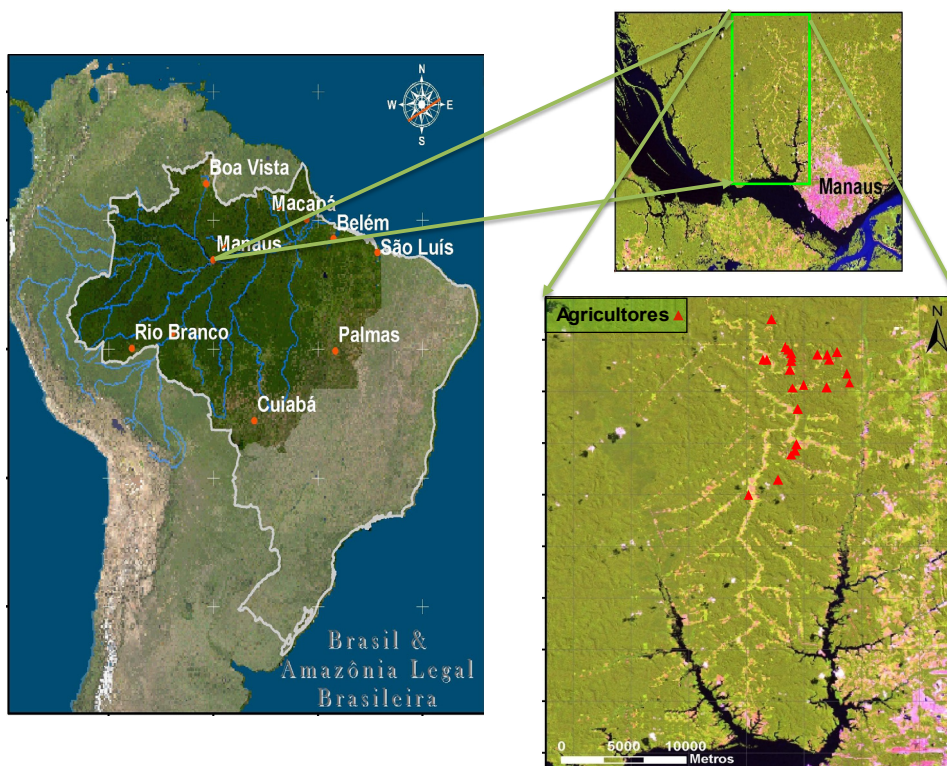 N
W
E
S
Boa Vista
Macapá
Belém
Manaus
São Luís
Rio Branco
Palmas
Cuiabá
Brasil &
Amazônia Legal
Brasileira
Manaus
Agricultores
N
0 5000 10000
Metros